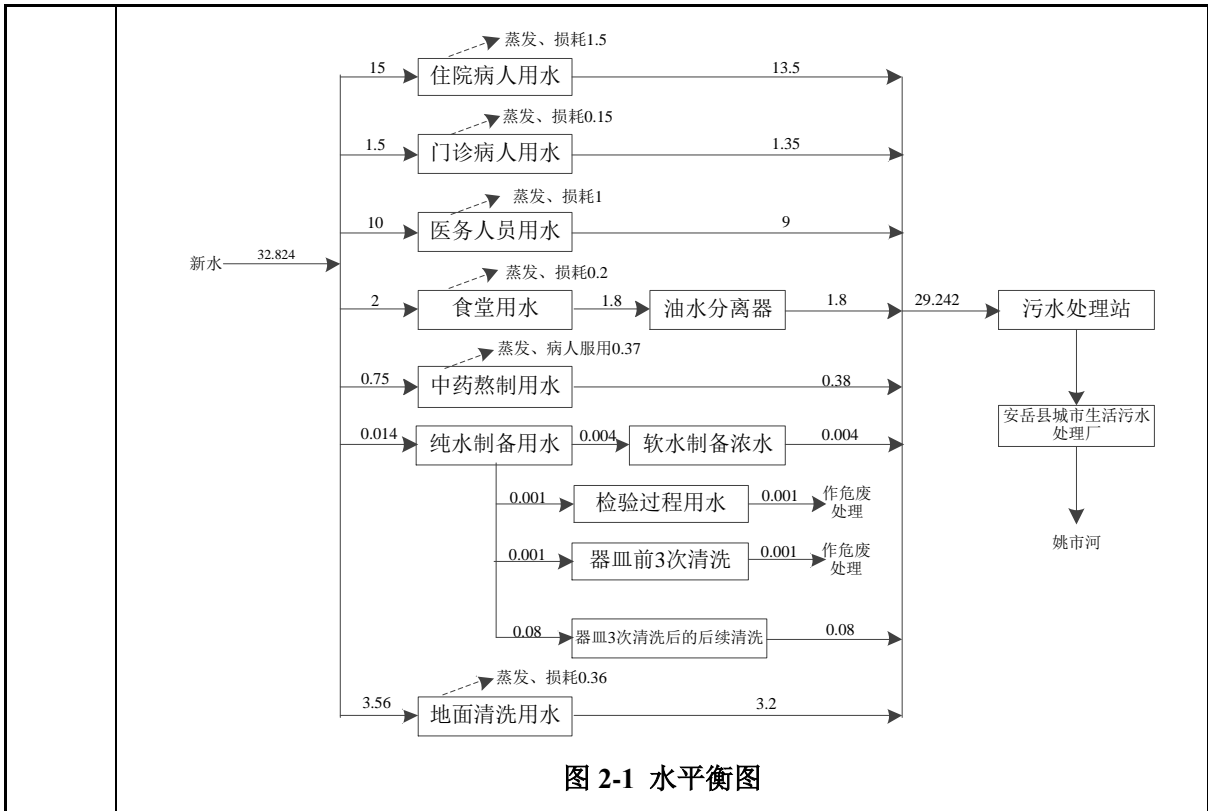 蒸发、损耗1.5
15
住院病人用水
13.5
蒸发、损耗0.15
1.5
门诊病人用水
1.35
蒸发、损耗1
10
医务人员用水
9
新水
32.824
蒸发、损耗0.2
2
食堂用水
1.8
油水分离器
1.8
29.242
污水处理站
蒸发、病人服用0.37
0.75
中药熬制用水
0.38
安岳县城市生活污水
处理厂
0.014
纯水制备用水
0.004
软水制备浓水
0.004
0.001
检验过程用水
0.001
作危废
处理
姚市河
0.001
器皿前3次清洗
0.001
作危废
处理
0.08
器皿3次清洗后的后续清洗
0.08
蒸发、损耗0.36
3.56
地面清洗用水
3.2
图 2-1 水平衡图